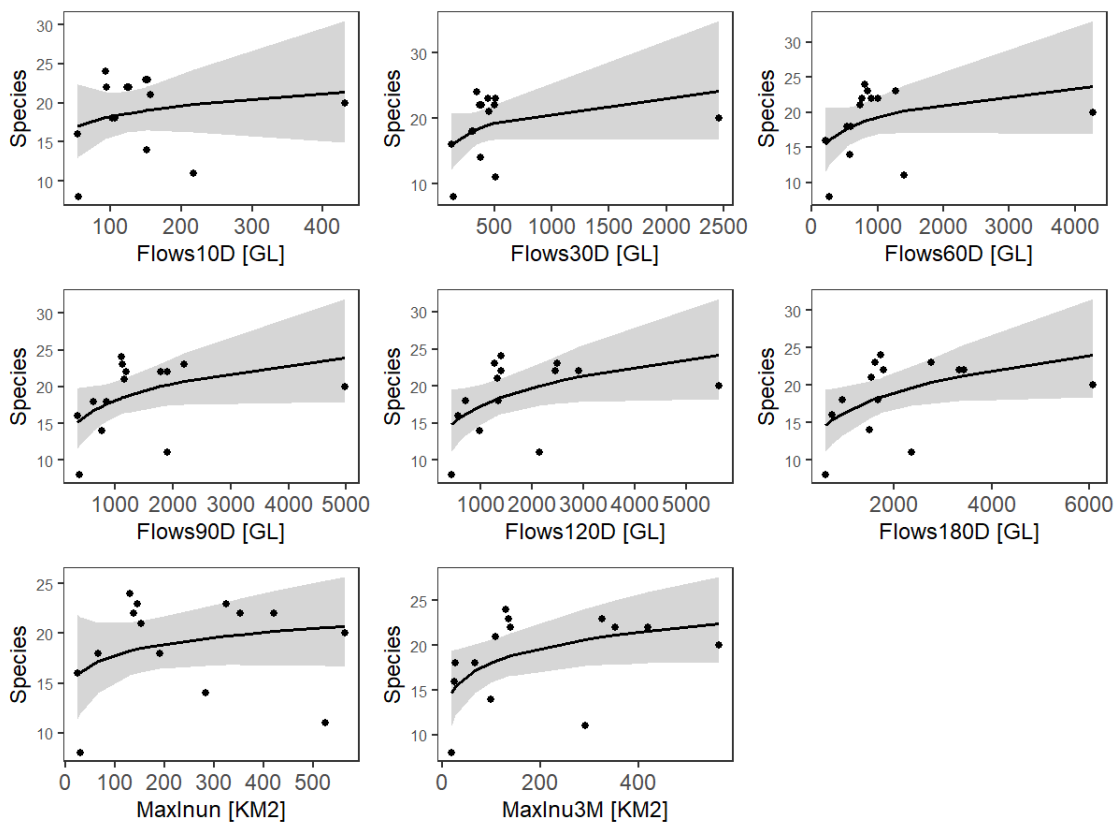 30
25
20
15
10
Species
100 200 300 400
Flows10D [GL]
30
20
10
Species
500 1000 1500 2000 2500
Flows30D [GL]
30
25
20
15
10
Species
0 1000 2000 3000 4000
Flows60D [GL]
30
25
20
15
10
Species
1000 2000 3000 4000 5000
Flows90D [GL]
30
25
20
15
10
Species
1000 2000 3000 4000 5000
Flows120D [GL]
30
25
20
15
10
Species
2000 4000 6000
Flows180D [GL]
25
20
15
10
Species
0 100 200 300 400 500
MaxInun [KM2]
25
20
15
10
Species
0 200 400
MaxInu3M [KM2]